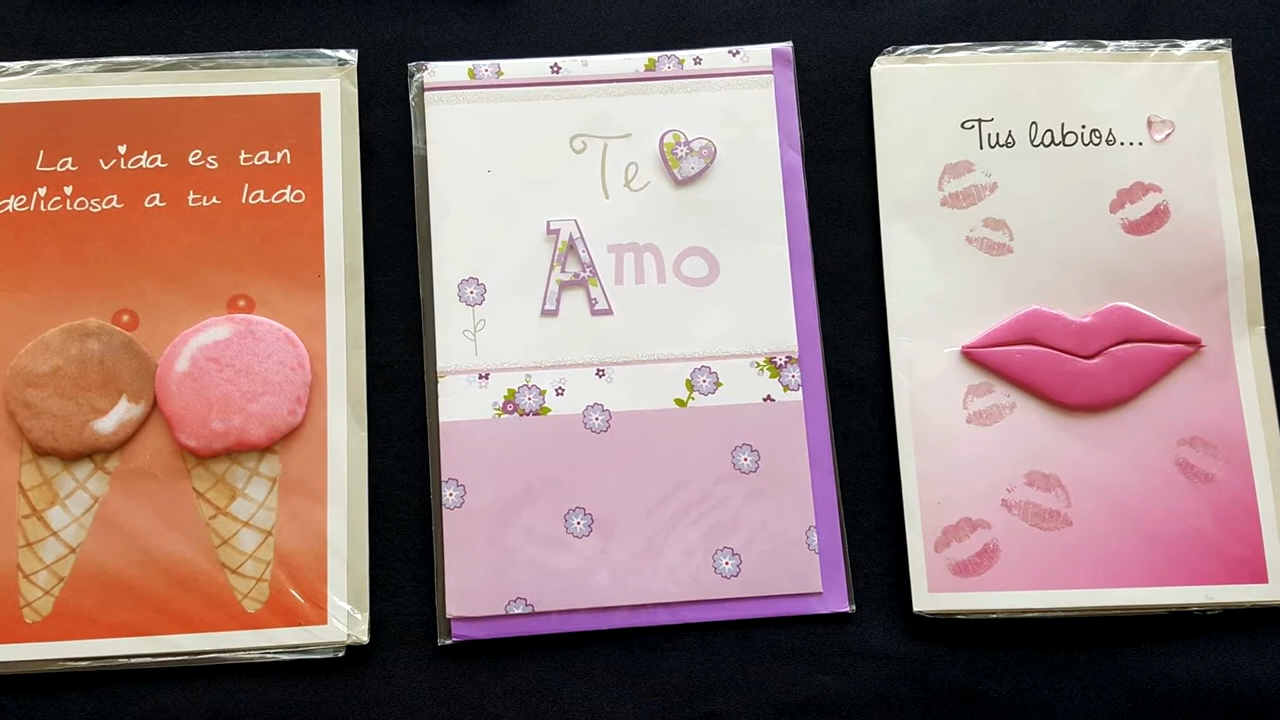 La vida es tan
deliciosa a tu lado
Te
Amo
Tus labios...